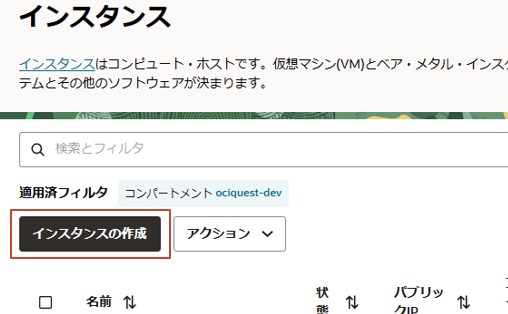 インスタンス
インスタンスはコンピュート・ホストです。仮想マシン(VM)とベア・メタル・インス
テムとその他のソフトウェアが決まります。
検索とフィルタ
適用済フィルタ コンパートメント ociquest-dev
インスタンスの作成 アクション
名前 状態 パブリックIP